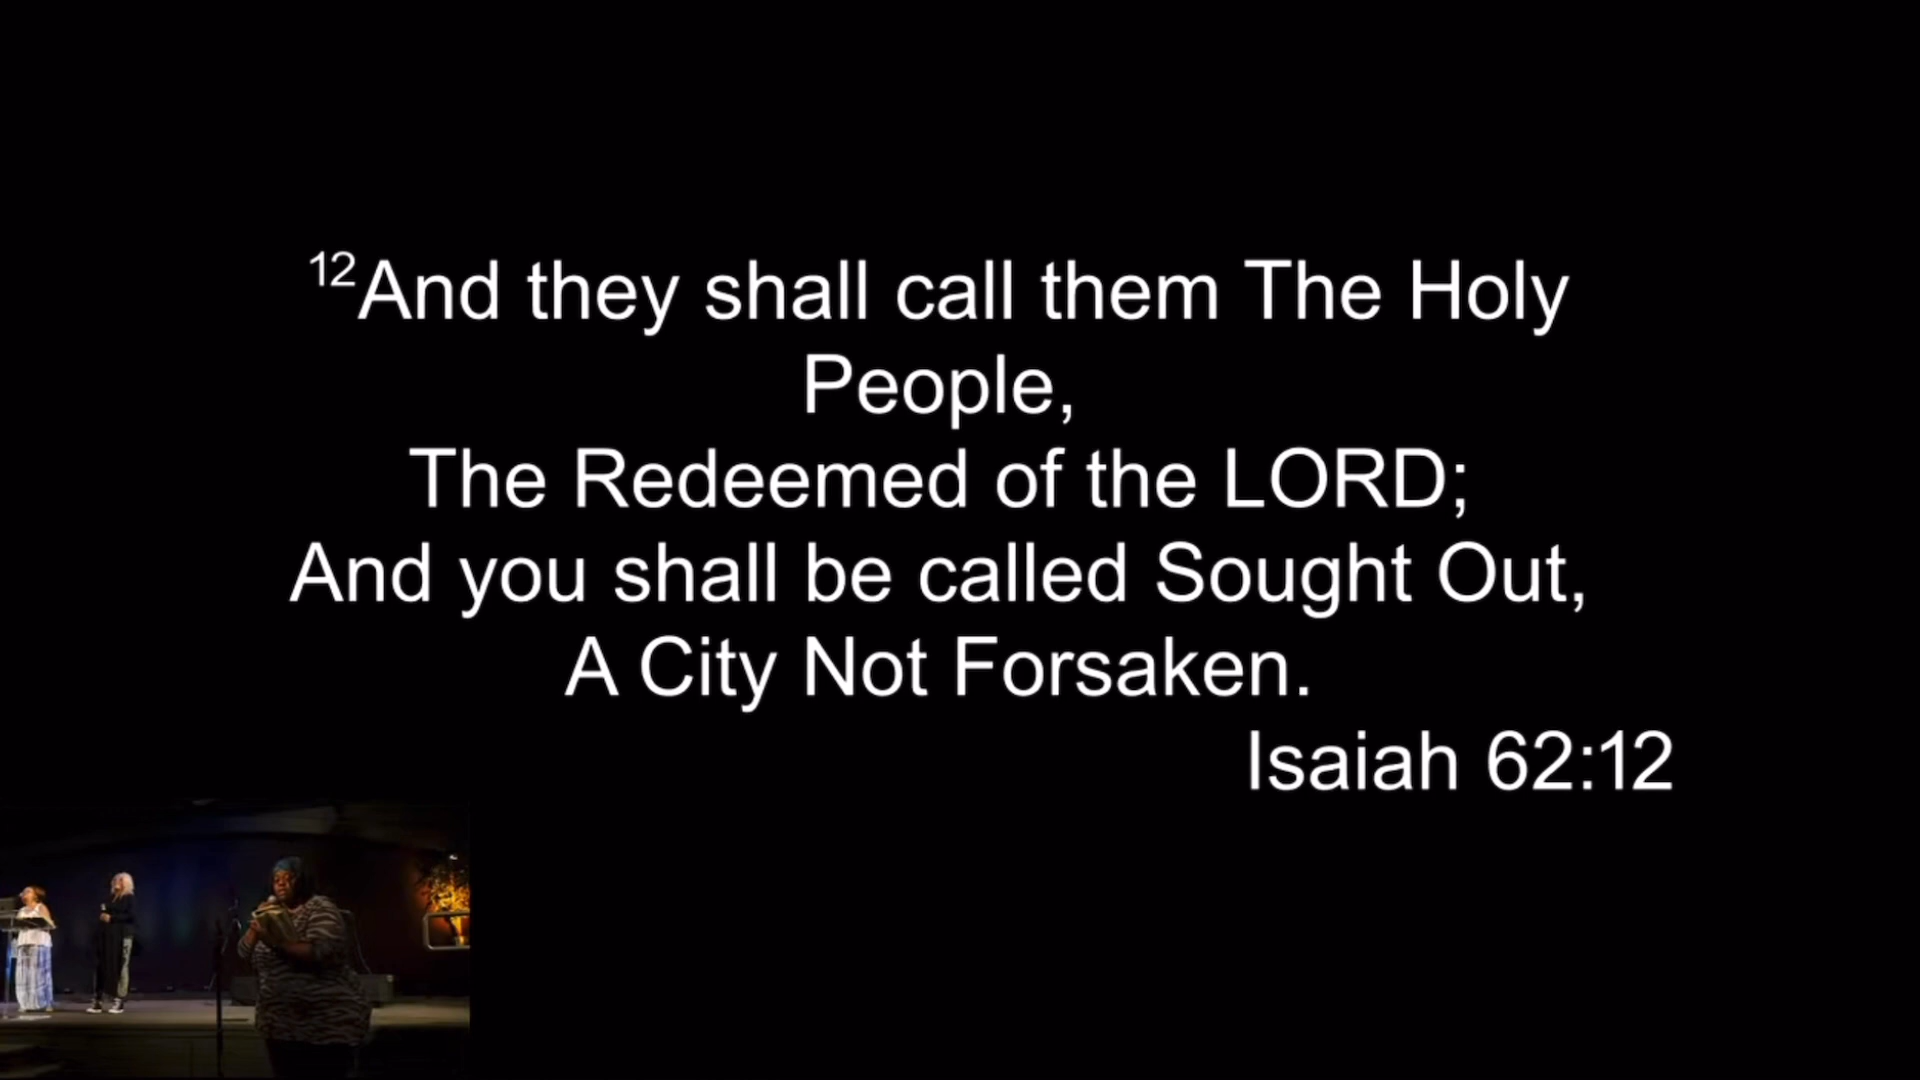 12And they shall call them The Holy
People,
The Redeemed of the LORD;
And you shall be called Sought Out,
A City Not Forsaken.
Isaiah 62:12